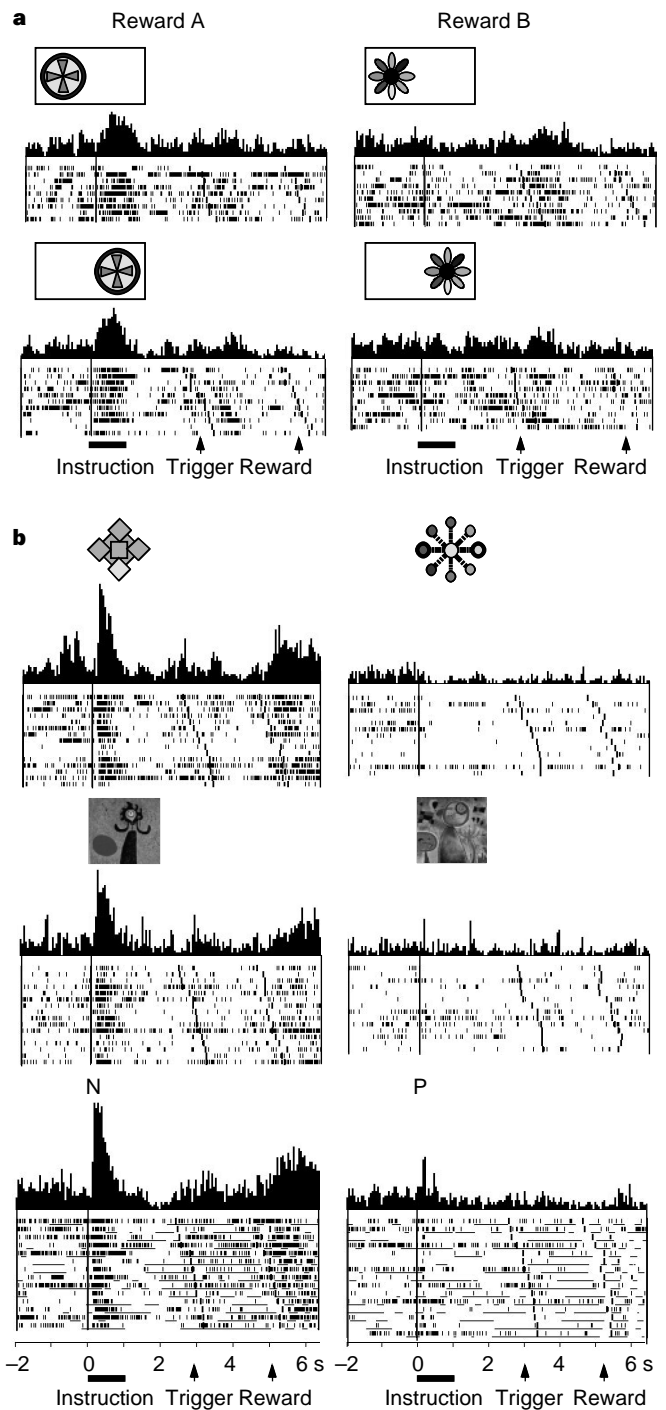 a
Reward A Reward B
Instruction Trigger Reward Instruction Trigger Reward
b
N P
–2 0 2 4 6 s –2 0 2 4 6 s
Instruction Trigger Reward Instruction Trigger Reward